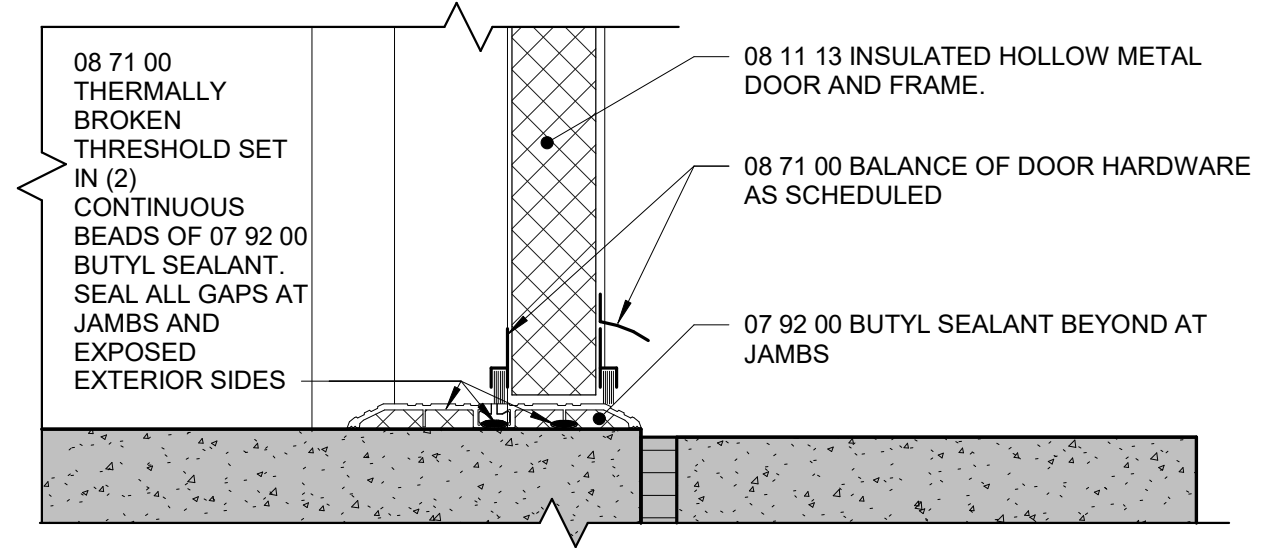 08 71 00
THERMALLY
BROKEN
THRESHOLD SET
IN (2)
CONTINUOUS
BEADS OF 07 92 00
BUTYL SEALANT.
SEAL ALL GAPS AT
JAMBS AND
EXPOSED
EXTERIOR SIDES
08 11 13 INSULATED HOLLOW METAL
DOOR AND FRAME.
08 71 00 BALANCE OF DOOR HARDWARE
AS SCHEDULED
07 92 00 BUTYL SEALANT BEYOND AT
JAMBS